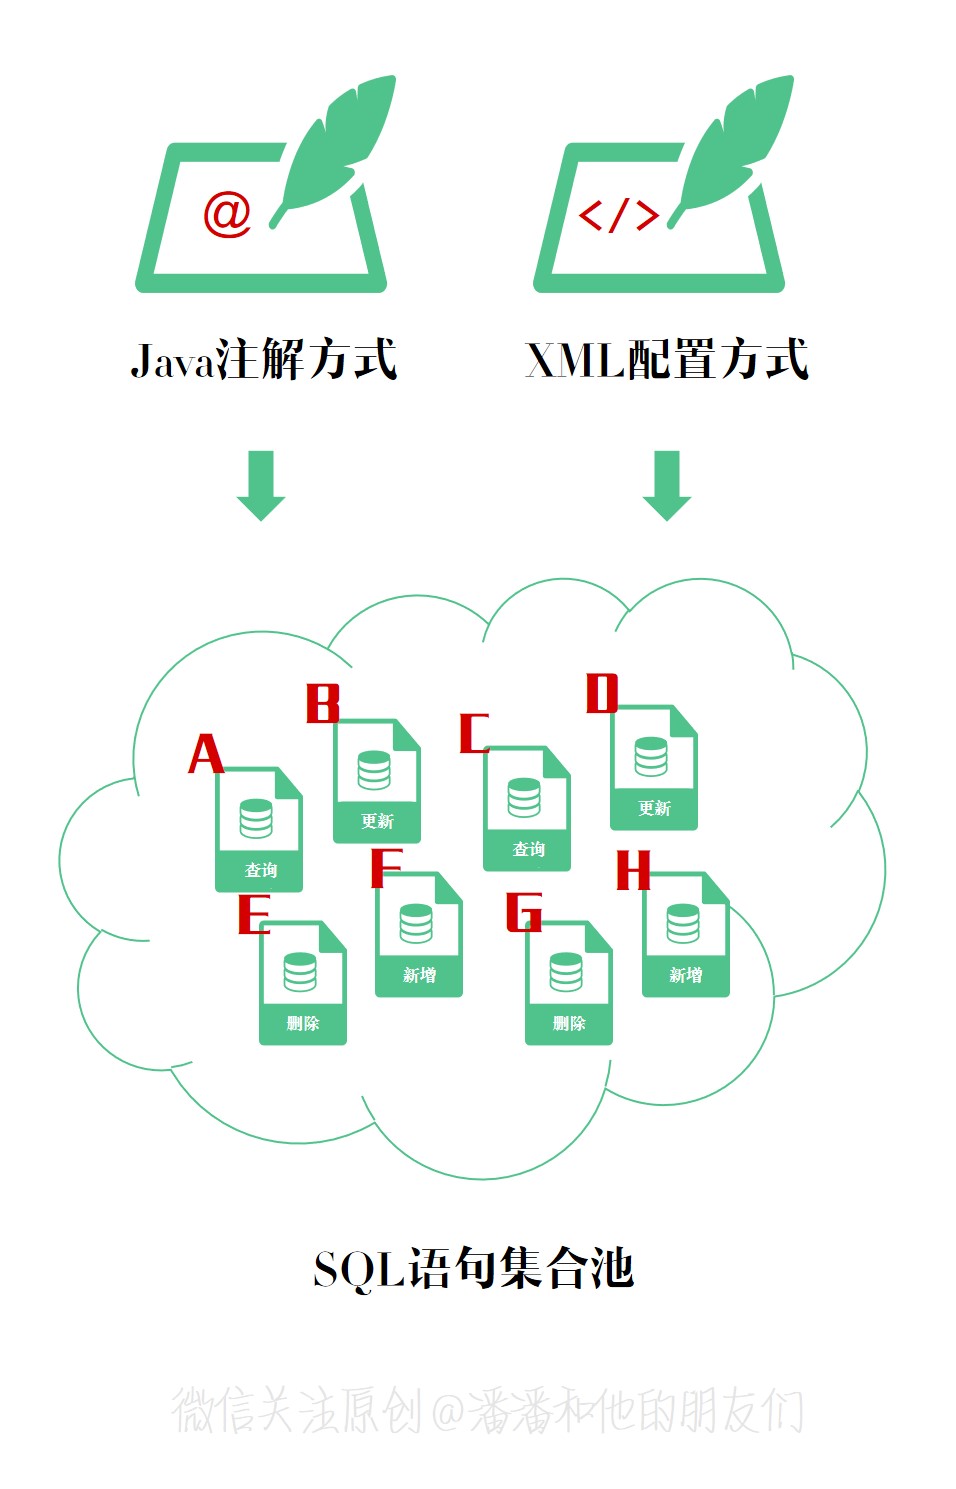 @
</>
Java注解方式
XML配置方式
A
查询
B
更新
C
查询
D
更新
E
删除
F
新增
G
删除
H
新增
SQL语句集合池
微信关注原创@潘潘和他的朋友们